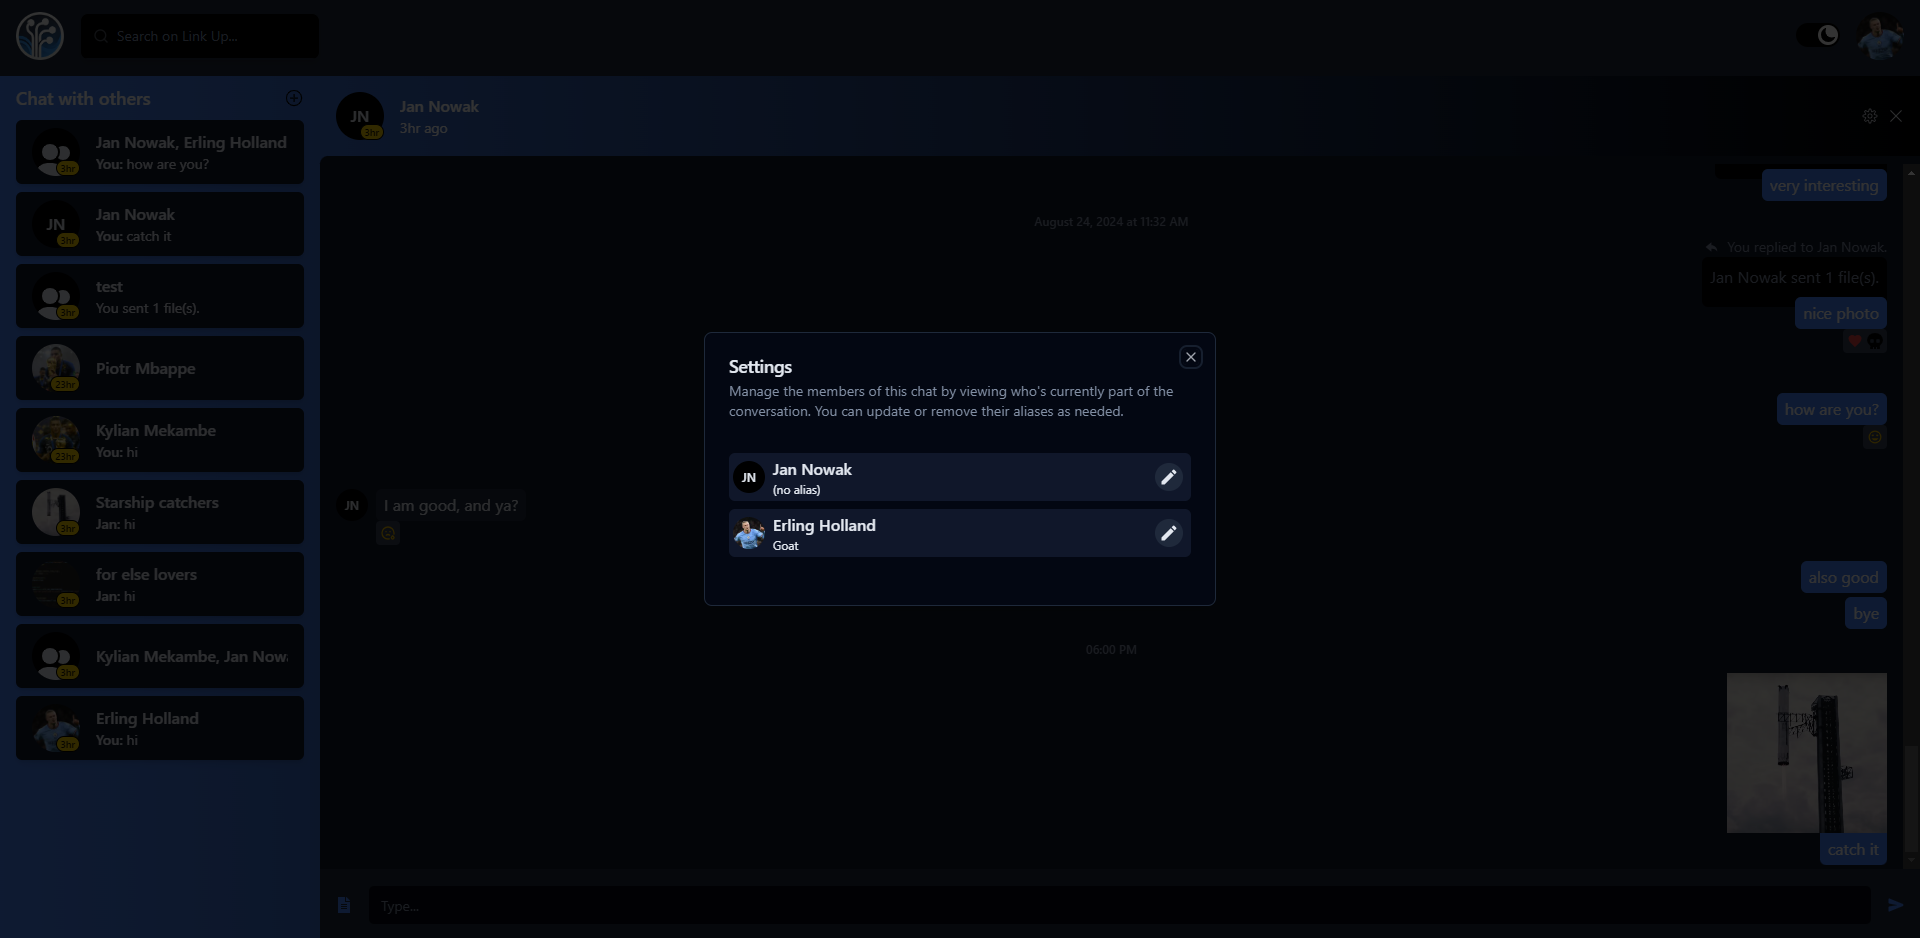 Search on Link Up...
Chat with others
Jan Nowak, Erling Holland
You: how are you?
3hr
JN
Jan Nowak
You: catch it
3hr
test
You sent 1 file(s).
3hr
Piotr Mbappe
23hr
Kylian Mekambe
You: hi
23hr
Starship catchers
Jan: hi
3hr
for else lovers
Jan: hi
3hr
Kylian Mekambe, Jan Now
3hr
Erling Holland
You: hi
3hr
JN
3hr
Jan Nowak
3hr ago
very interesting
August 24, 2024 at 11:32 AM
You replied to Jan Nowak.
Jan Nowak sent 1 file(s).
nice photo
how are you?
JN
I am good, and ya?
also good
bye
06:00 PM
catch it
Type...
Settings
Manage the members of this chat by viewing who's currently part of the
conversation. You can update or remove their aliases as needed.
JN
Jan Nowak
(no alias)
Erling Holland
Goat